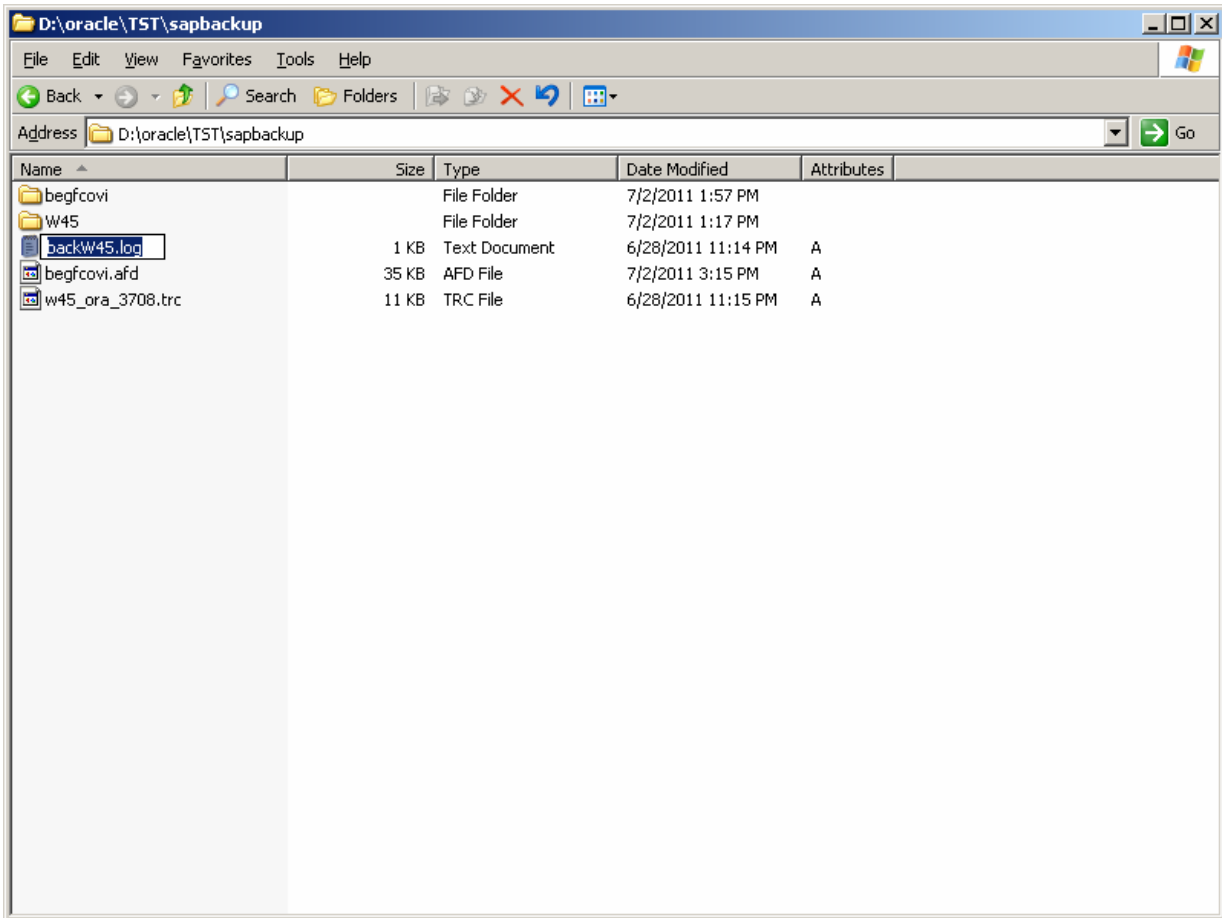 D:\oracle\TST\sapbackup
File Edit View Favorites Tools Help
Back Search Folders
Address D:\oracle\TST\sapbackup Go
Name Size Type Date Modified Attributes
begfcovi File Folder 7/2/2011 1:57 PM
W45 File Folder 7/2/2011 1:17 PM
backW45.log 1 KB Text Document 6/28/2011 11:14 PM A
begfcovi.afd 35 KB AFD File 7/2/2011 3:15 PM A
w45_ora_3708.trc 11 KB TRC File 6/28/2011 11:15 PM A